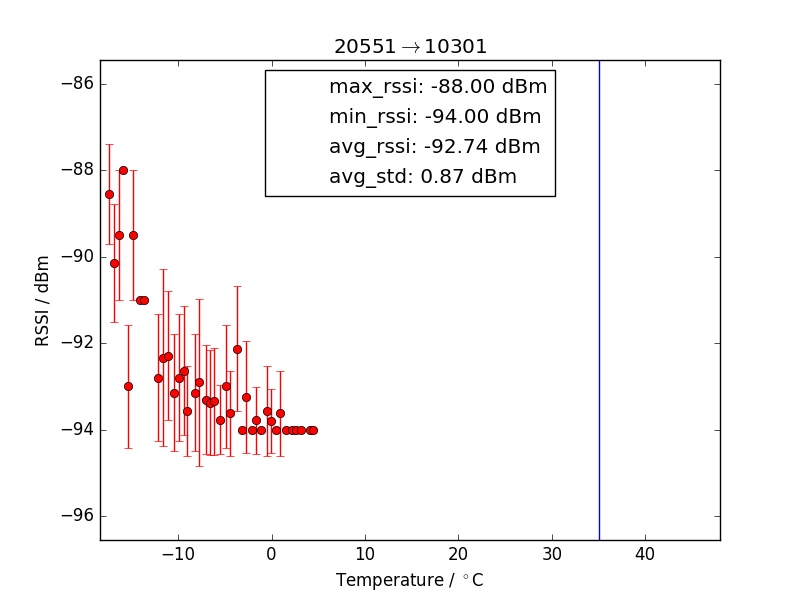 20551→10301
max_rssi: -88.00 dBm
min_rssi: -94.00 dBm
avg_rssi: -92.74 dBm
avg_std: 0.87 dBm
RSSI / dBm
−86
−88
−90
−92
−94
−96
−10 0 10 20 30 40
Temperature / °C